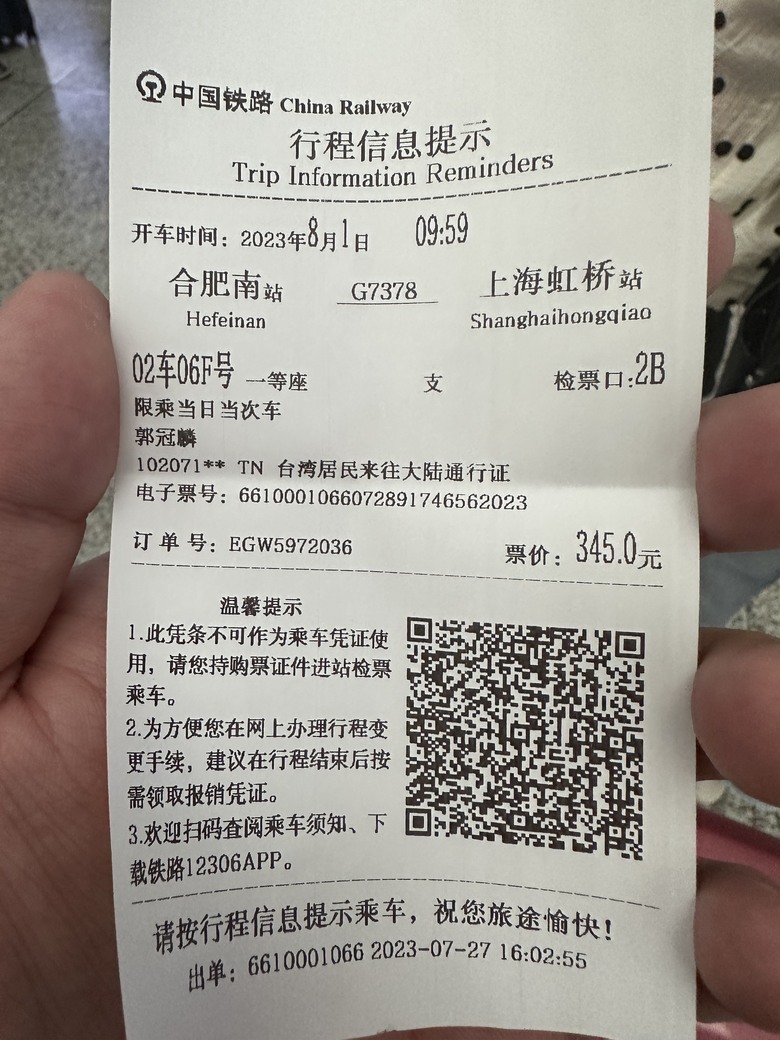 中国铁路 China Railway
行程信息提示
Trip Information Reminders
开车时间：2023年8月1日 09:59
合肥南站 G7378 上海虹桥站
Hefeinan Shanghaihongqiao
02车06F号 一等座 支 检票口:2B
限乘当日当次车
郭冠麟
102071** TN 台湾居民来往大陆通行证
电子票号：6610001066072891746562023
订单号：EGW5972036 票价：345.0元
温馨提示
1.此凭条不可作为乘车凭证使
用，请您持购票证件进站检票
乘车。
2.为方便您在网上办理行程变
更手续，建议在行程结束后按
需领取报销凭证。
3.欢迎扫码查阅乘车须知、下
载铁路12306APP。
请按行程信息提示乘车，祝您旅途愉快！
出单：6610001066 2023-07-27 16:02:55